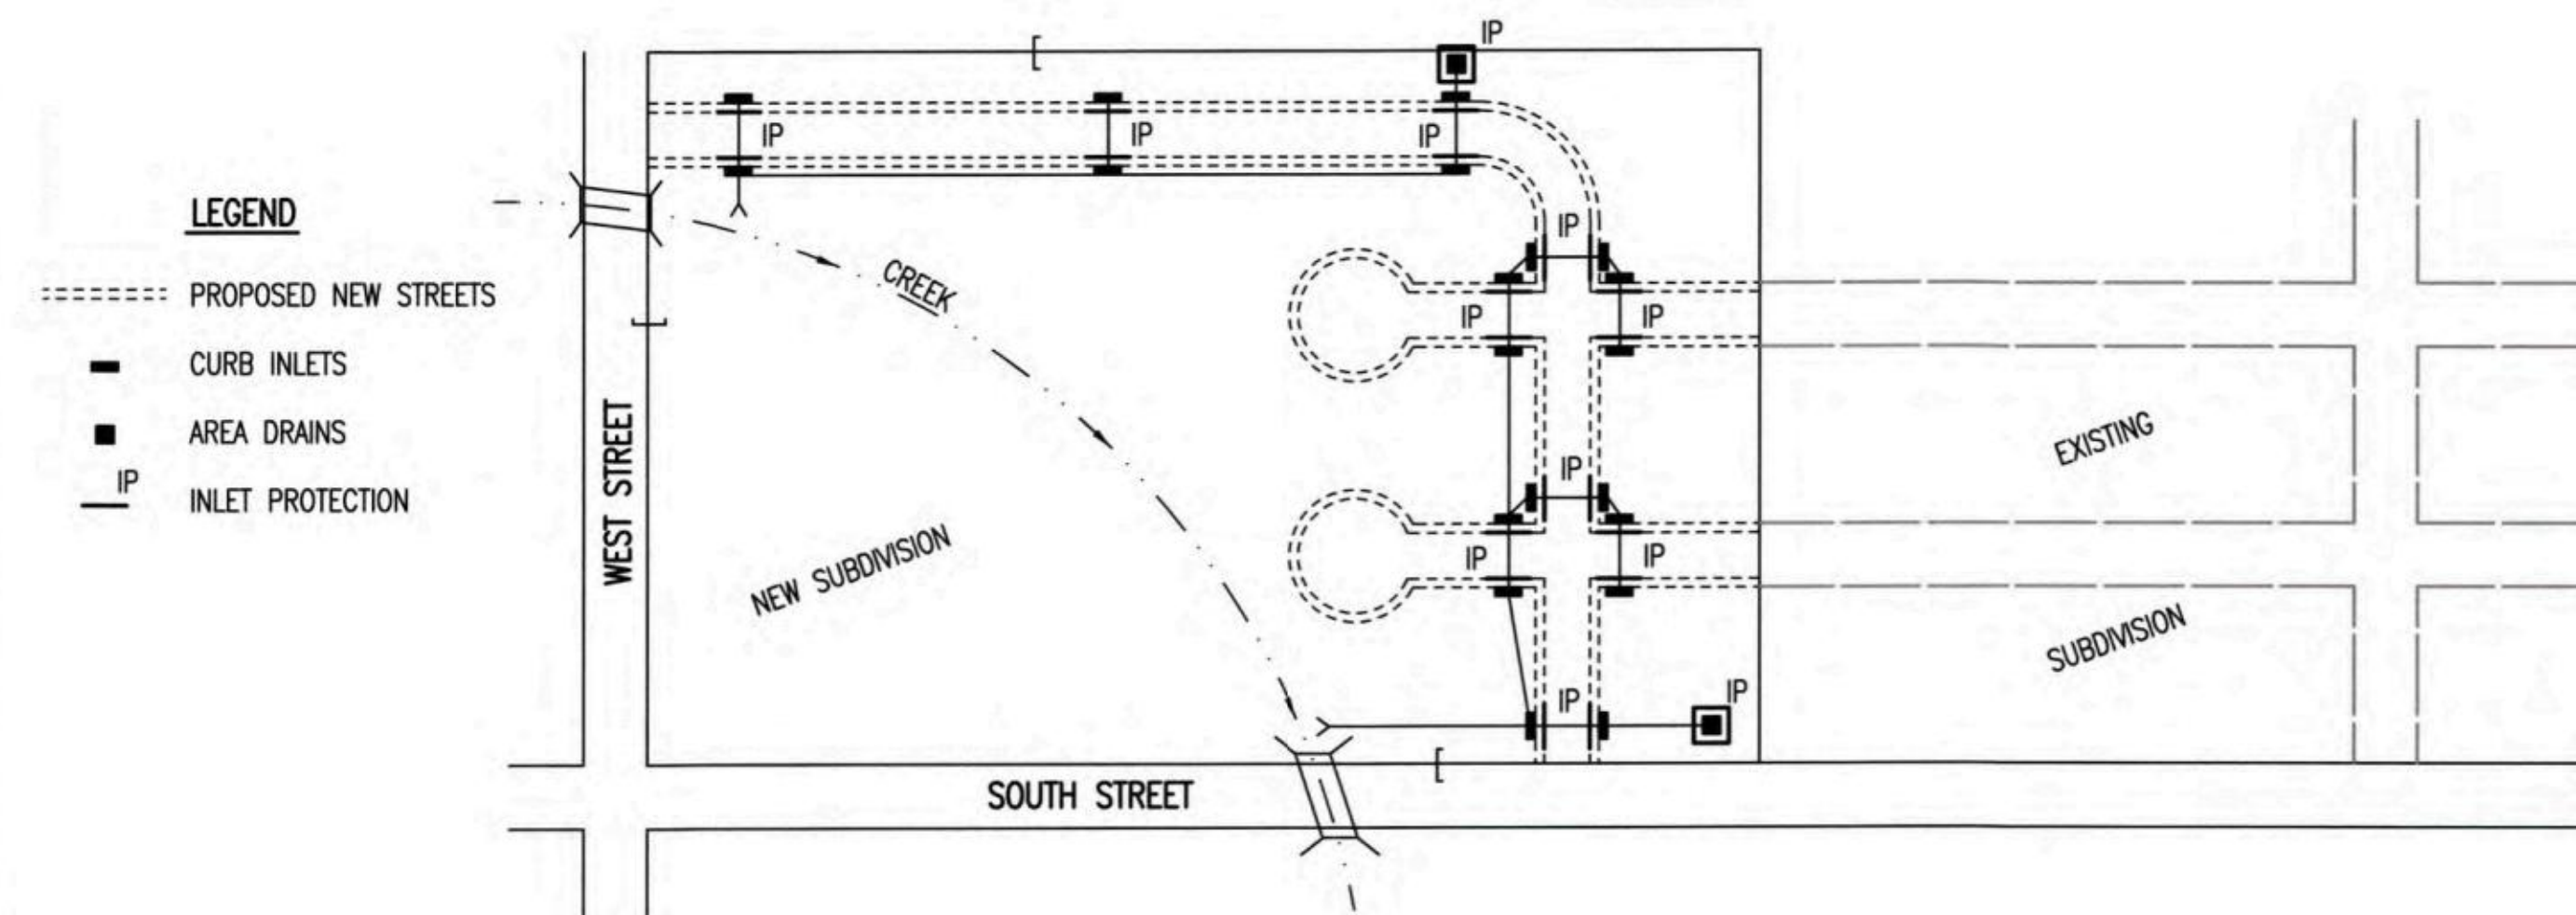 LEGEND
PROPOSED NEW STREETS
CURB INLETS
AREA DRAINS
IP
INLET PROTECTION
WEST STREET
SOUTH STREET
CREEK
NEW SUBDIVISION
EXISTING
SUBDIVISION
IP
IP
IP
IP
IP
IP
IP
IP
IP
IP
IP
IP